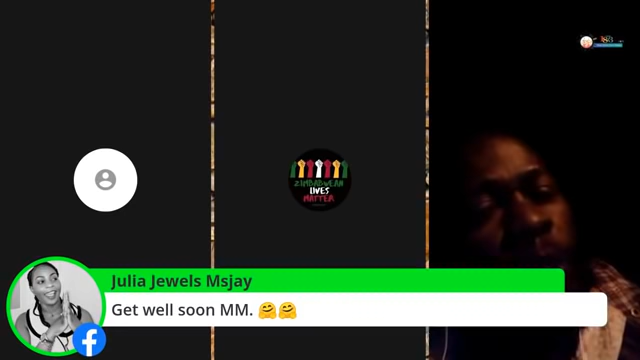 ZIMBABWEAN
LIVES
MATTER
Julia Jewels Msjay
Get well soon MM. 🤗🤗